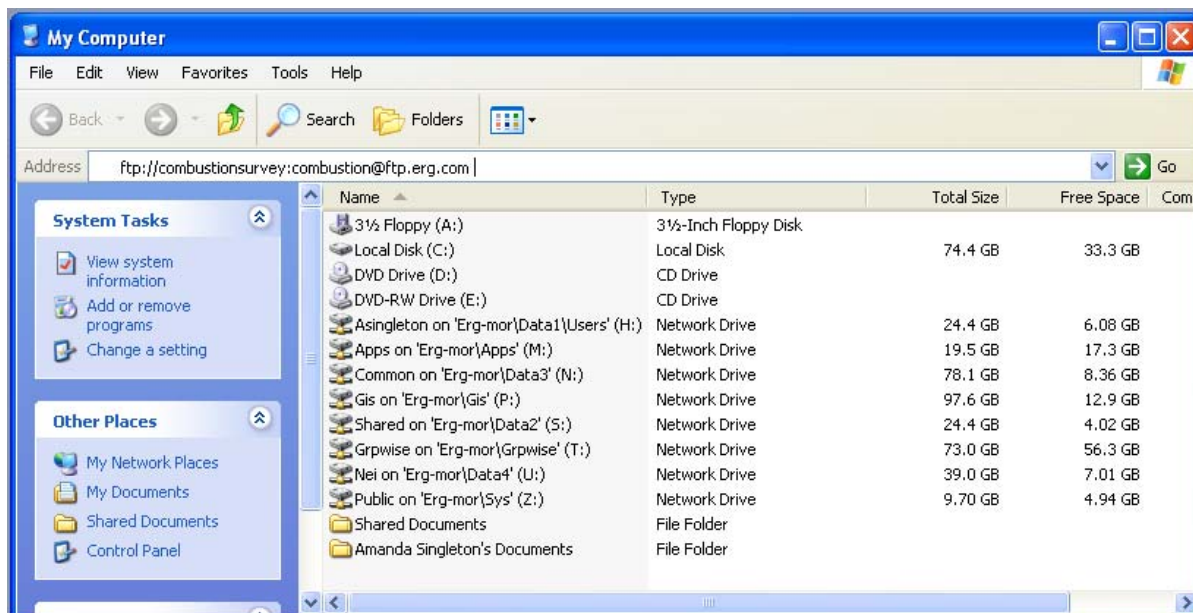 My Computer
File Edit View Favorites Tools Help
Back Search Folders
Address ftp://combustionsurvey:combustion@ftp.erg.com Go
System Tasks
View system
information
Add or remove
programs
Change a setting
Other Places
My Network Places
My Documents
Shared Documents
Control Panel
Name Type Total Size Free Space Com
3½ Floppy (A:) 3½-Inch Floppy Disk
Local Disk (C:) Local Disk 74.4 GB 33.3 GB
DVD Drive (D:) CD Drive
DVD-RW Drive (E:) CD Drive
Asingleton on 'Erg-mor\Data1\Users' (H:) Network Drive 24.4 GB 6.08 GB
Apps on 'Erg-mor\Apps' (M:) Network Drive 19.5 GB 17.3 GB
Common on 'Erg-mor\Data3' (N:) Network Drive 78.1 GB 8.36 GB
Gis on 'Erg-mor\Gis' (P:) Network Drive 97.6 GB 12.9 GB
Shared on 'Erg-mor\Data2' (S:) Network Drive 24.4 GB 4.02 GB
Grpwise on 'Erg-mor\Grpwise' (T:) Network Drive 73.0 GB 56.3 GB
Nei on 'Erg-mor\Data4' (U:) Network Drive 39.0 GB 7.01 GB
Public on 'Erg-mor\Sys' (Z:) Network Drive 9.70 GB 4.94 GB
Shared Documents File Folder
Amanda Singleton's Documents File Folder